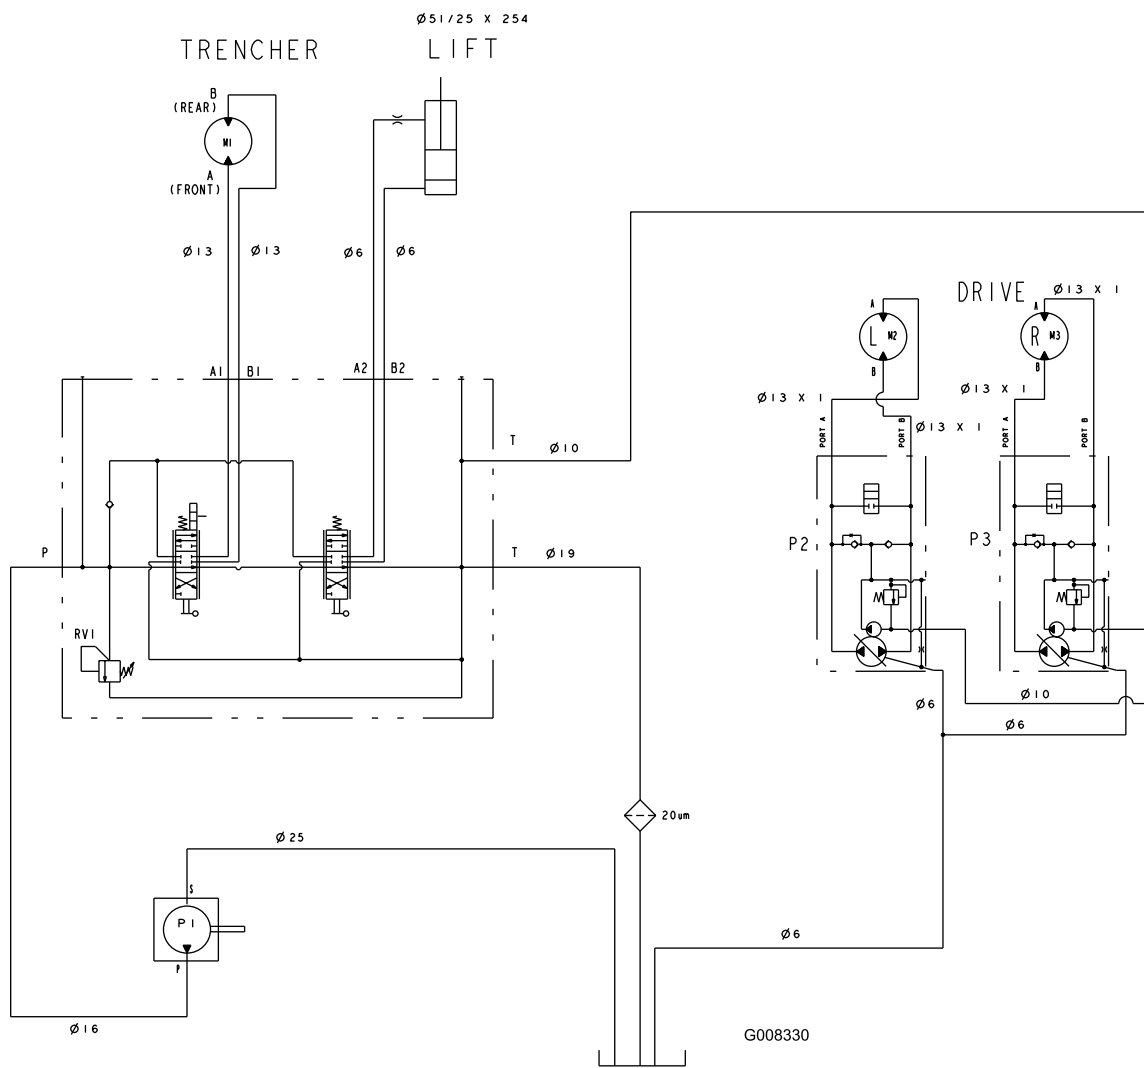 Ø51/25 X 254
TRENCHER
LIFT
B
(REAR)
M1
A
(FRONT)
Ø13
Ø13
Ø6
Ø6
DRIVE
Ø13 X 1
A
A
L
M2
R
M3
B
B
A1
B1
A2
B2
Ø13 X 1
Ø13 X 1
PORT A
PORT B
Ø13 X 1
PORT A
PORT B
T
Ø10
P
T
Ø19
P2
P3
RV1
Ø6
Ø10
Ø6
20um
Ø25
S
P1
P
Ø6
Ø16
G008330